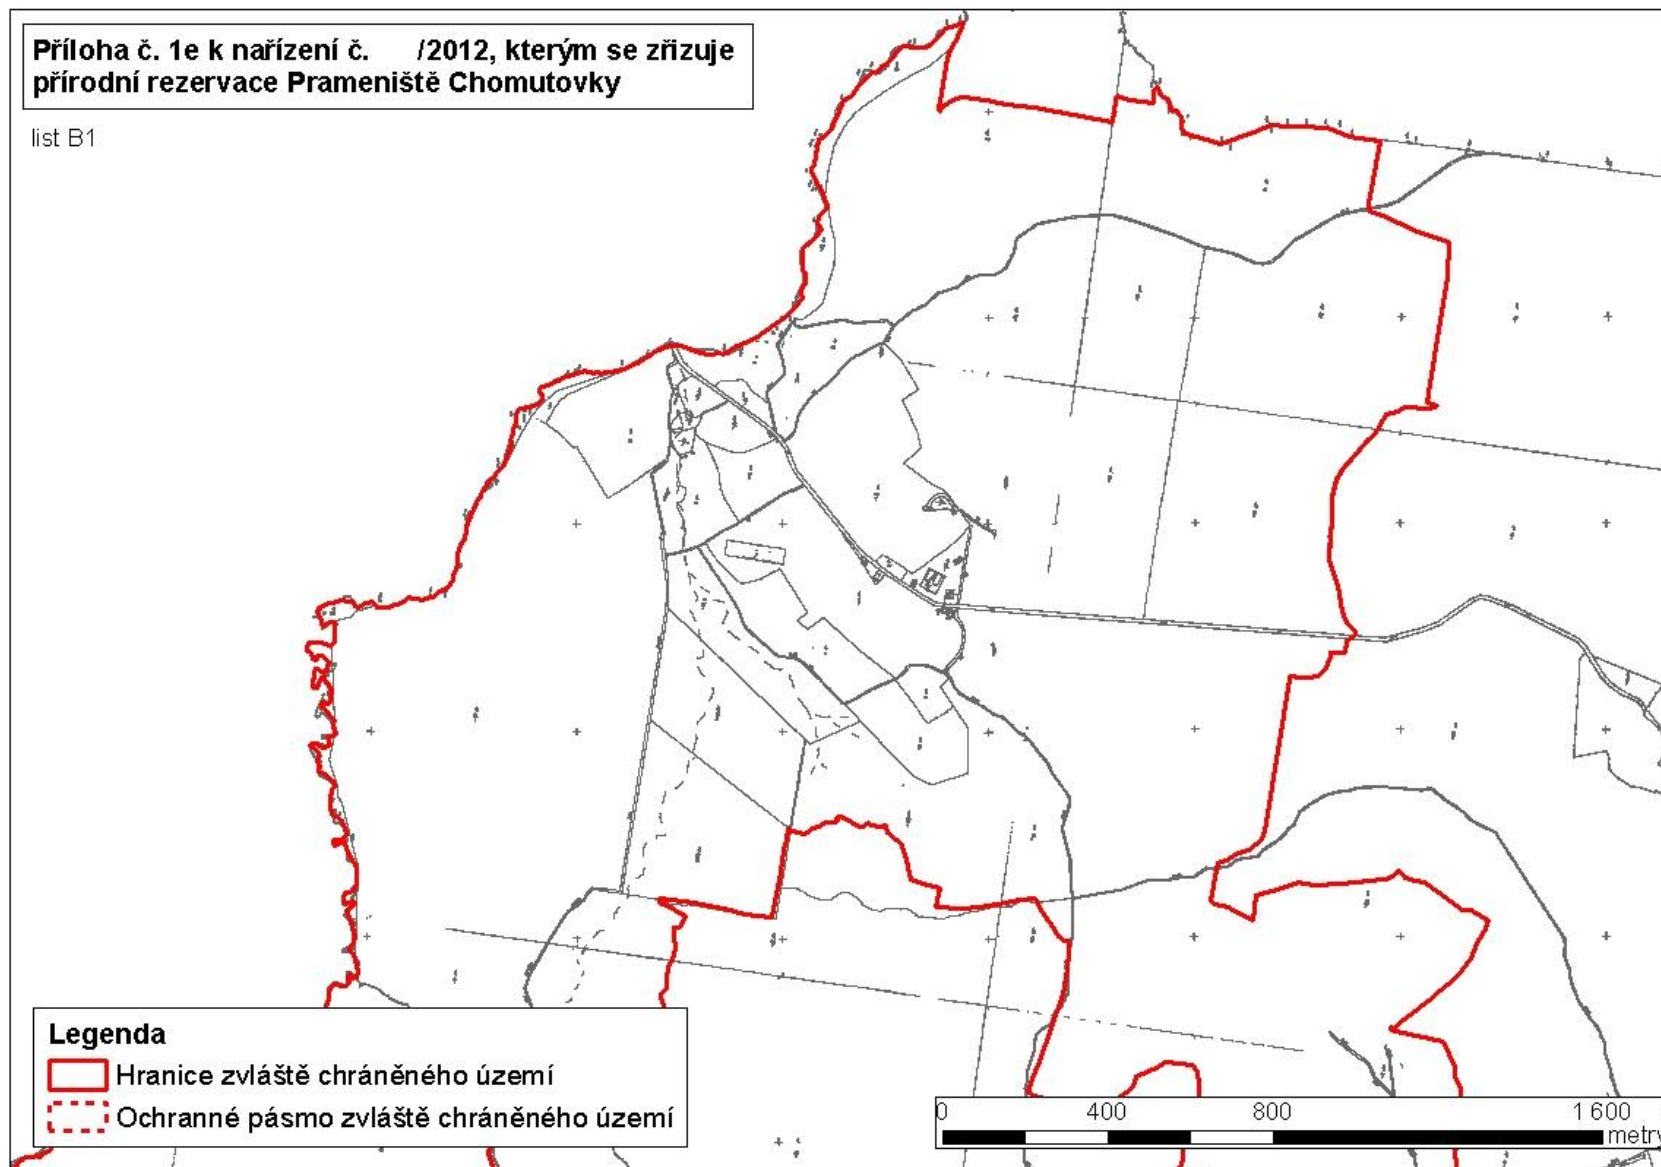 Příloha č. 1e k nařízení č. /2012, kterým se zřizuje
přírodní rezervace Prameniště Chomutovky
list B1
Legenda
Hranice zvláště chráněného území
Ochranné pásmo zvláště chráněného území
0 400 800 1 600
metry